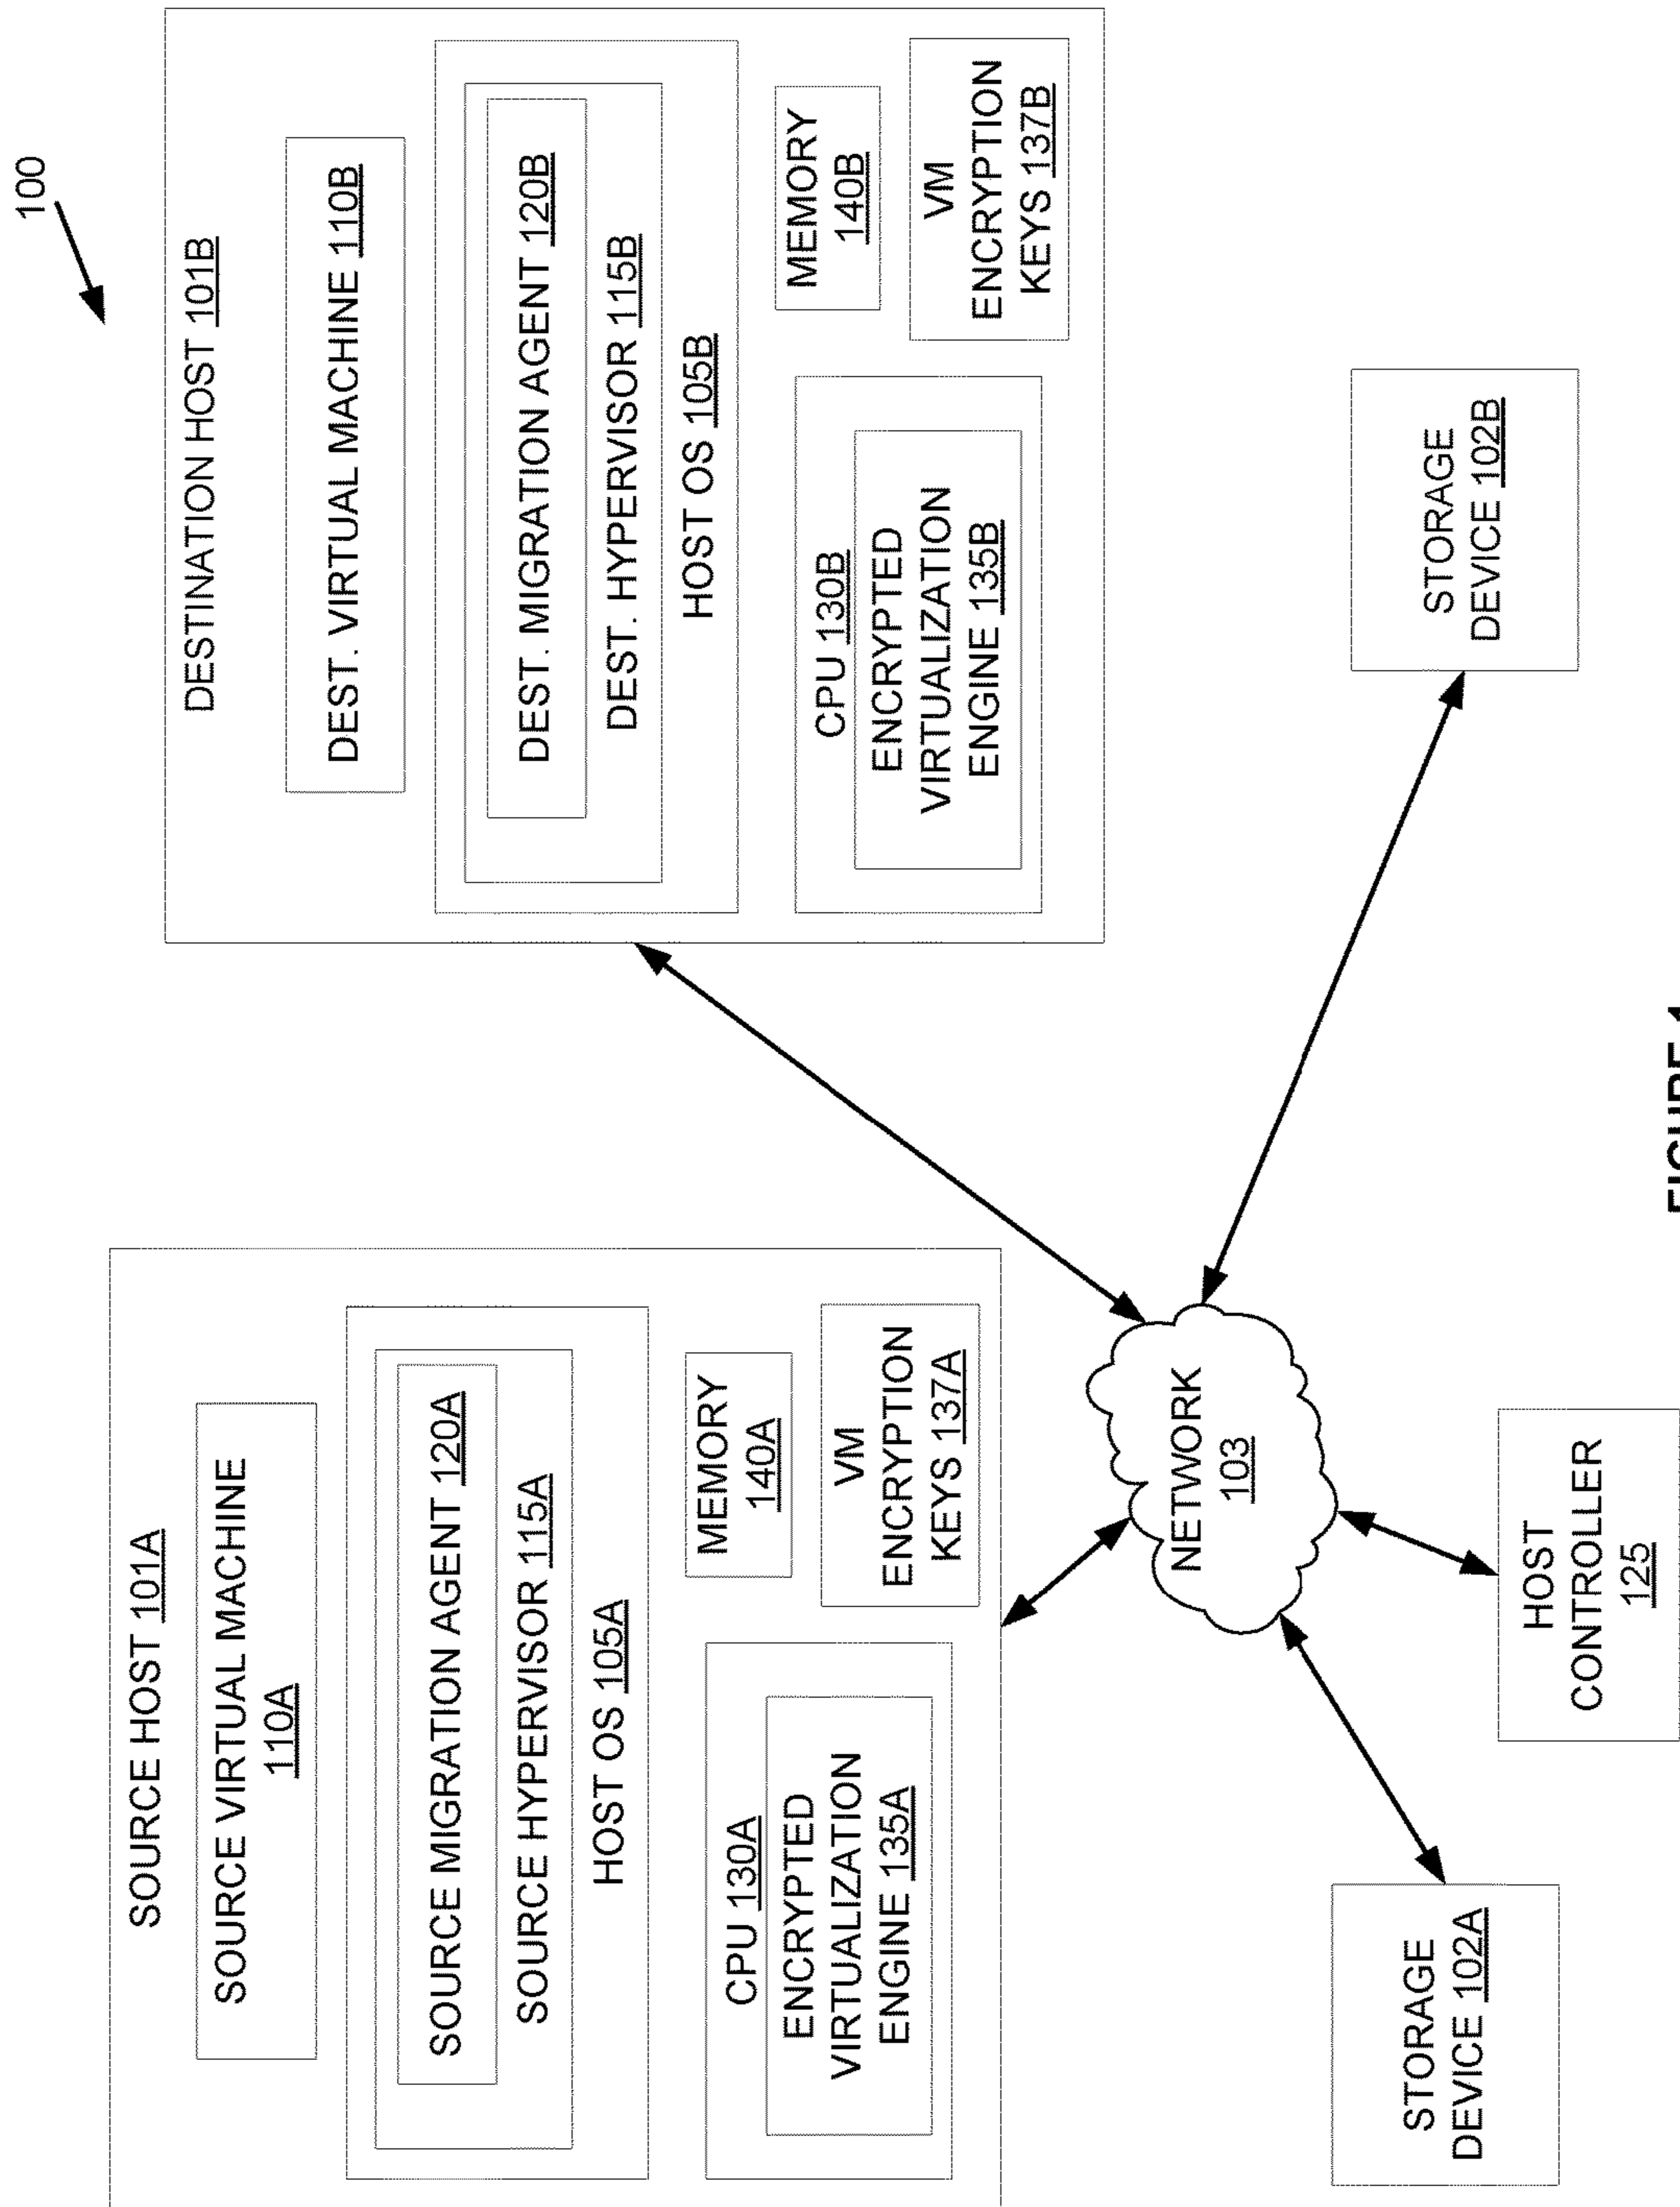 100
SOURCE HOST 101A
SOURCE VIRTUAL MACHINE
110A
SOURCE MIGRATION AGENT 120A
SOURCE HYPERVISOR 115A
HOST OS 105A
CPU 130A
ENCRYPTED
VIRTUALIZATION
ENGINE 135A
MEMORY
140A
VM
ENCRYPTION
KEYS 137A
DESTINATION HOST 101B
DEST. VIRTUAL MACHINE 110B
DEST. MIGRATION AGENT 120B
DEST. HYPERVISOR 115B
HOST OS 105B
CPU 130B
ENCRYPTED
VIRTUALIZATION
ENGINE 135B
MEMORY
140B
VM
ENCRYPTION
KEYS 137B
NETWORK
103
STORAGE
DEVICE 102A
HOST
CONTROLLER
125
STORAGE
DEVICE 102B
FIGURE 1